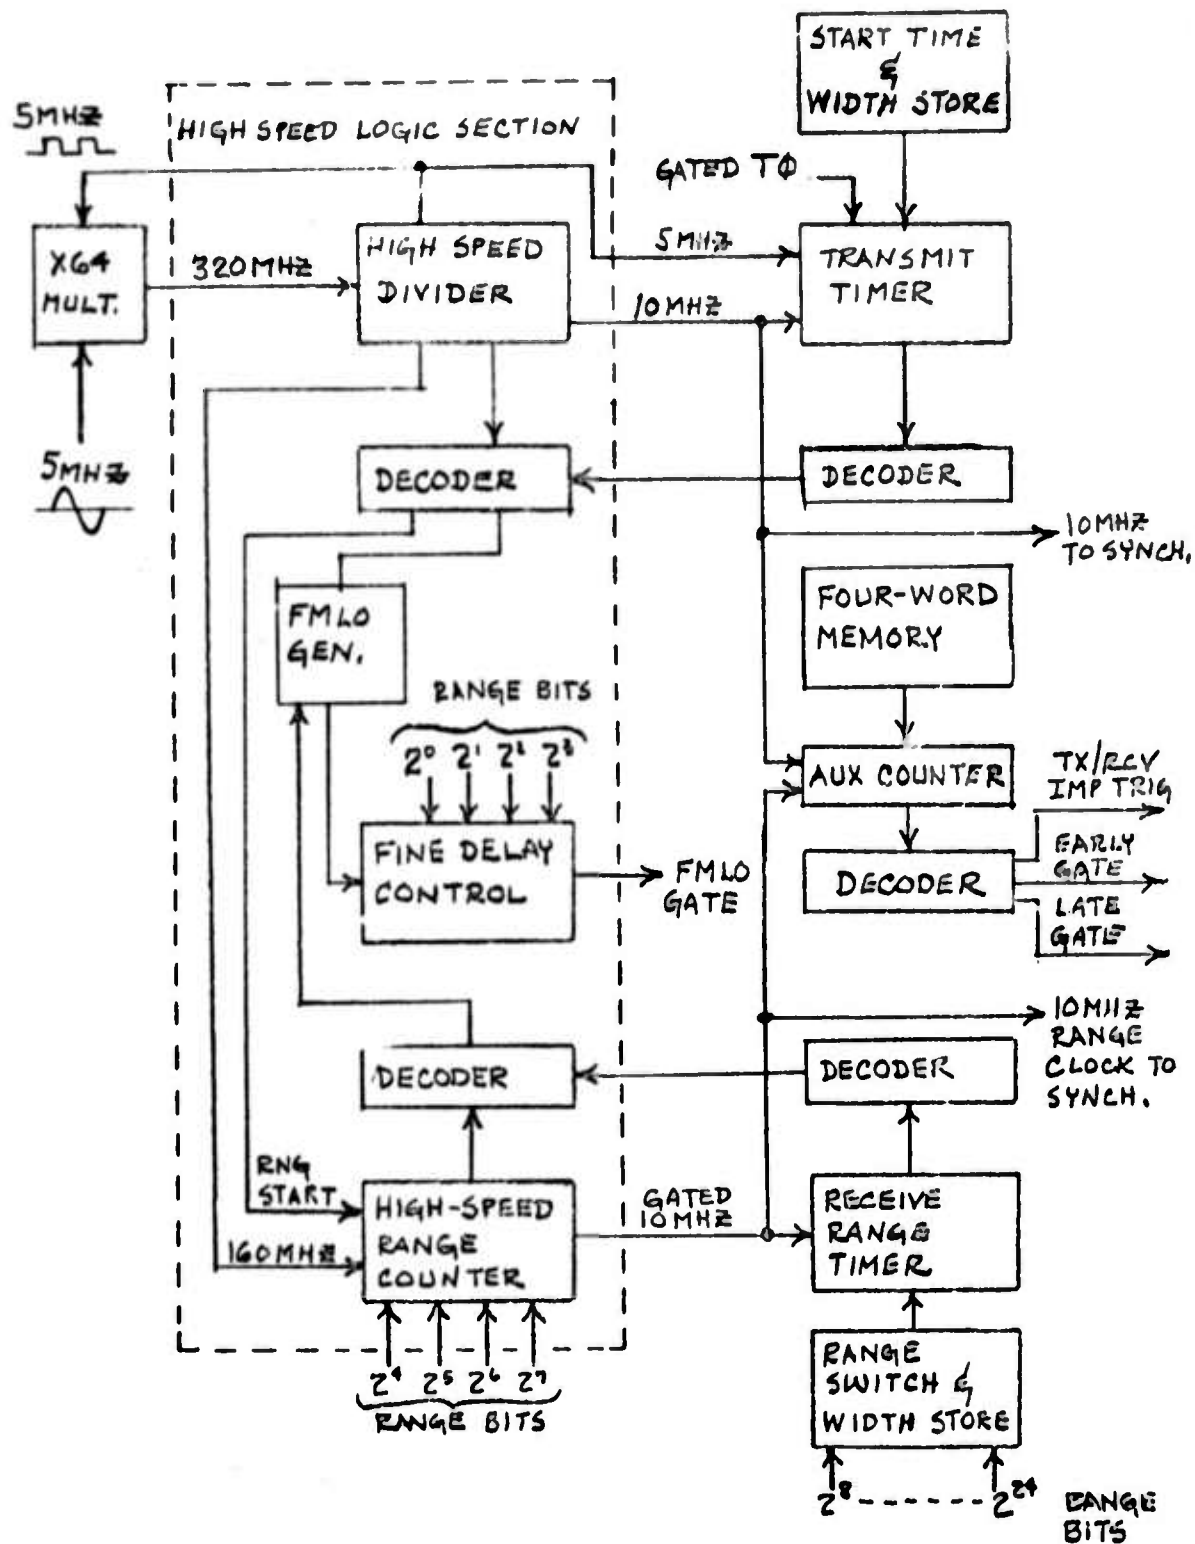 START TIME
&
WIDTH STORE
5MHZ
HIGH SPEED LOGIC SECTION
GATED TΦ
X64
MULT.
320MHZ
HIGH SPEED
DIVIDER
5MHZ
10MHZ
TRANSMIT
TIMER
5MHZ
DECODER
DECODER
10MHZ
TO SYNCH.
FOUR-WORD
MEMORY
FMLO
GEN.
RANGE BITS
2⁰ 2¹ 2² 2³
AUX COUNTER
TX/RCV
IMP TRIG
FINE DELAY
CONTROL
FMLO
GATE
DECODER
EARLY
GATE
LATE
GATE
10MHZ
RANGE
CLOCK TO
SYNCH.
DECODER
DECODER
RNG
START
160MHZ
HIGH-SPEED
RANGE
COUNTER
GATED
10MHZ
RECEIVE
RANGE
TIMER
2⁴ 2⁵ 2⁶ 2⁷
RANGE BITS
RANGE
SWITCH &
WIDTH STORE
2⁸ -------- 2²⁴
RANGE
BITS